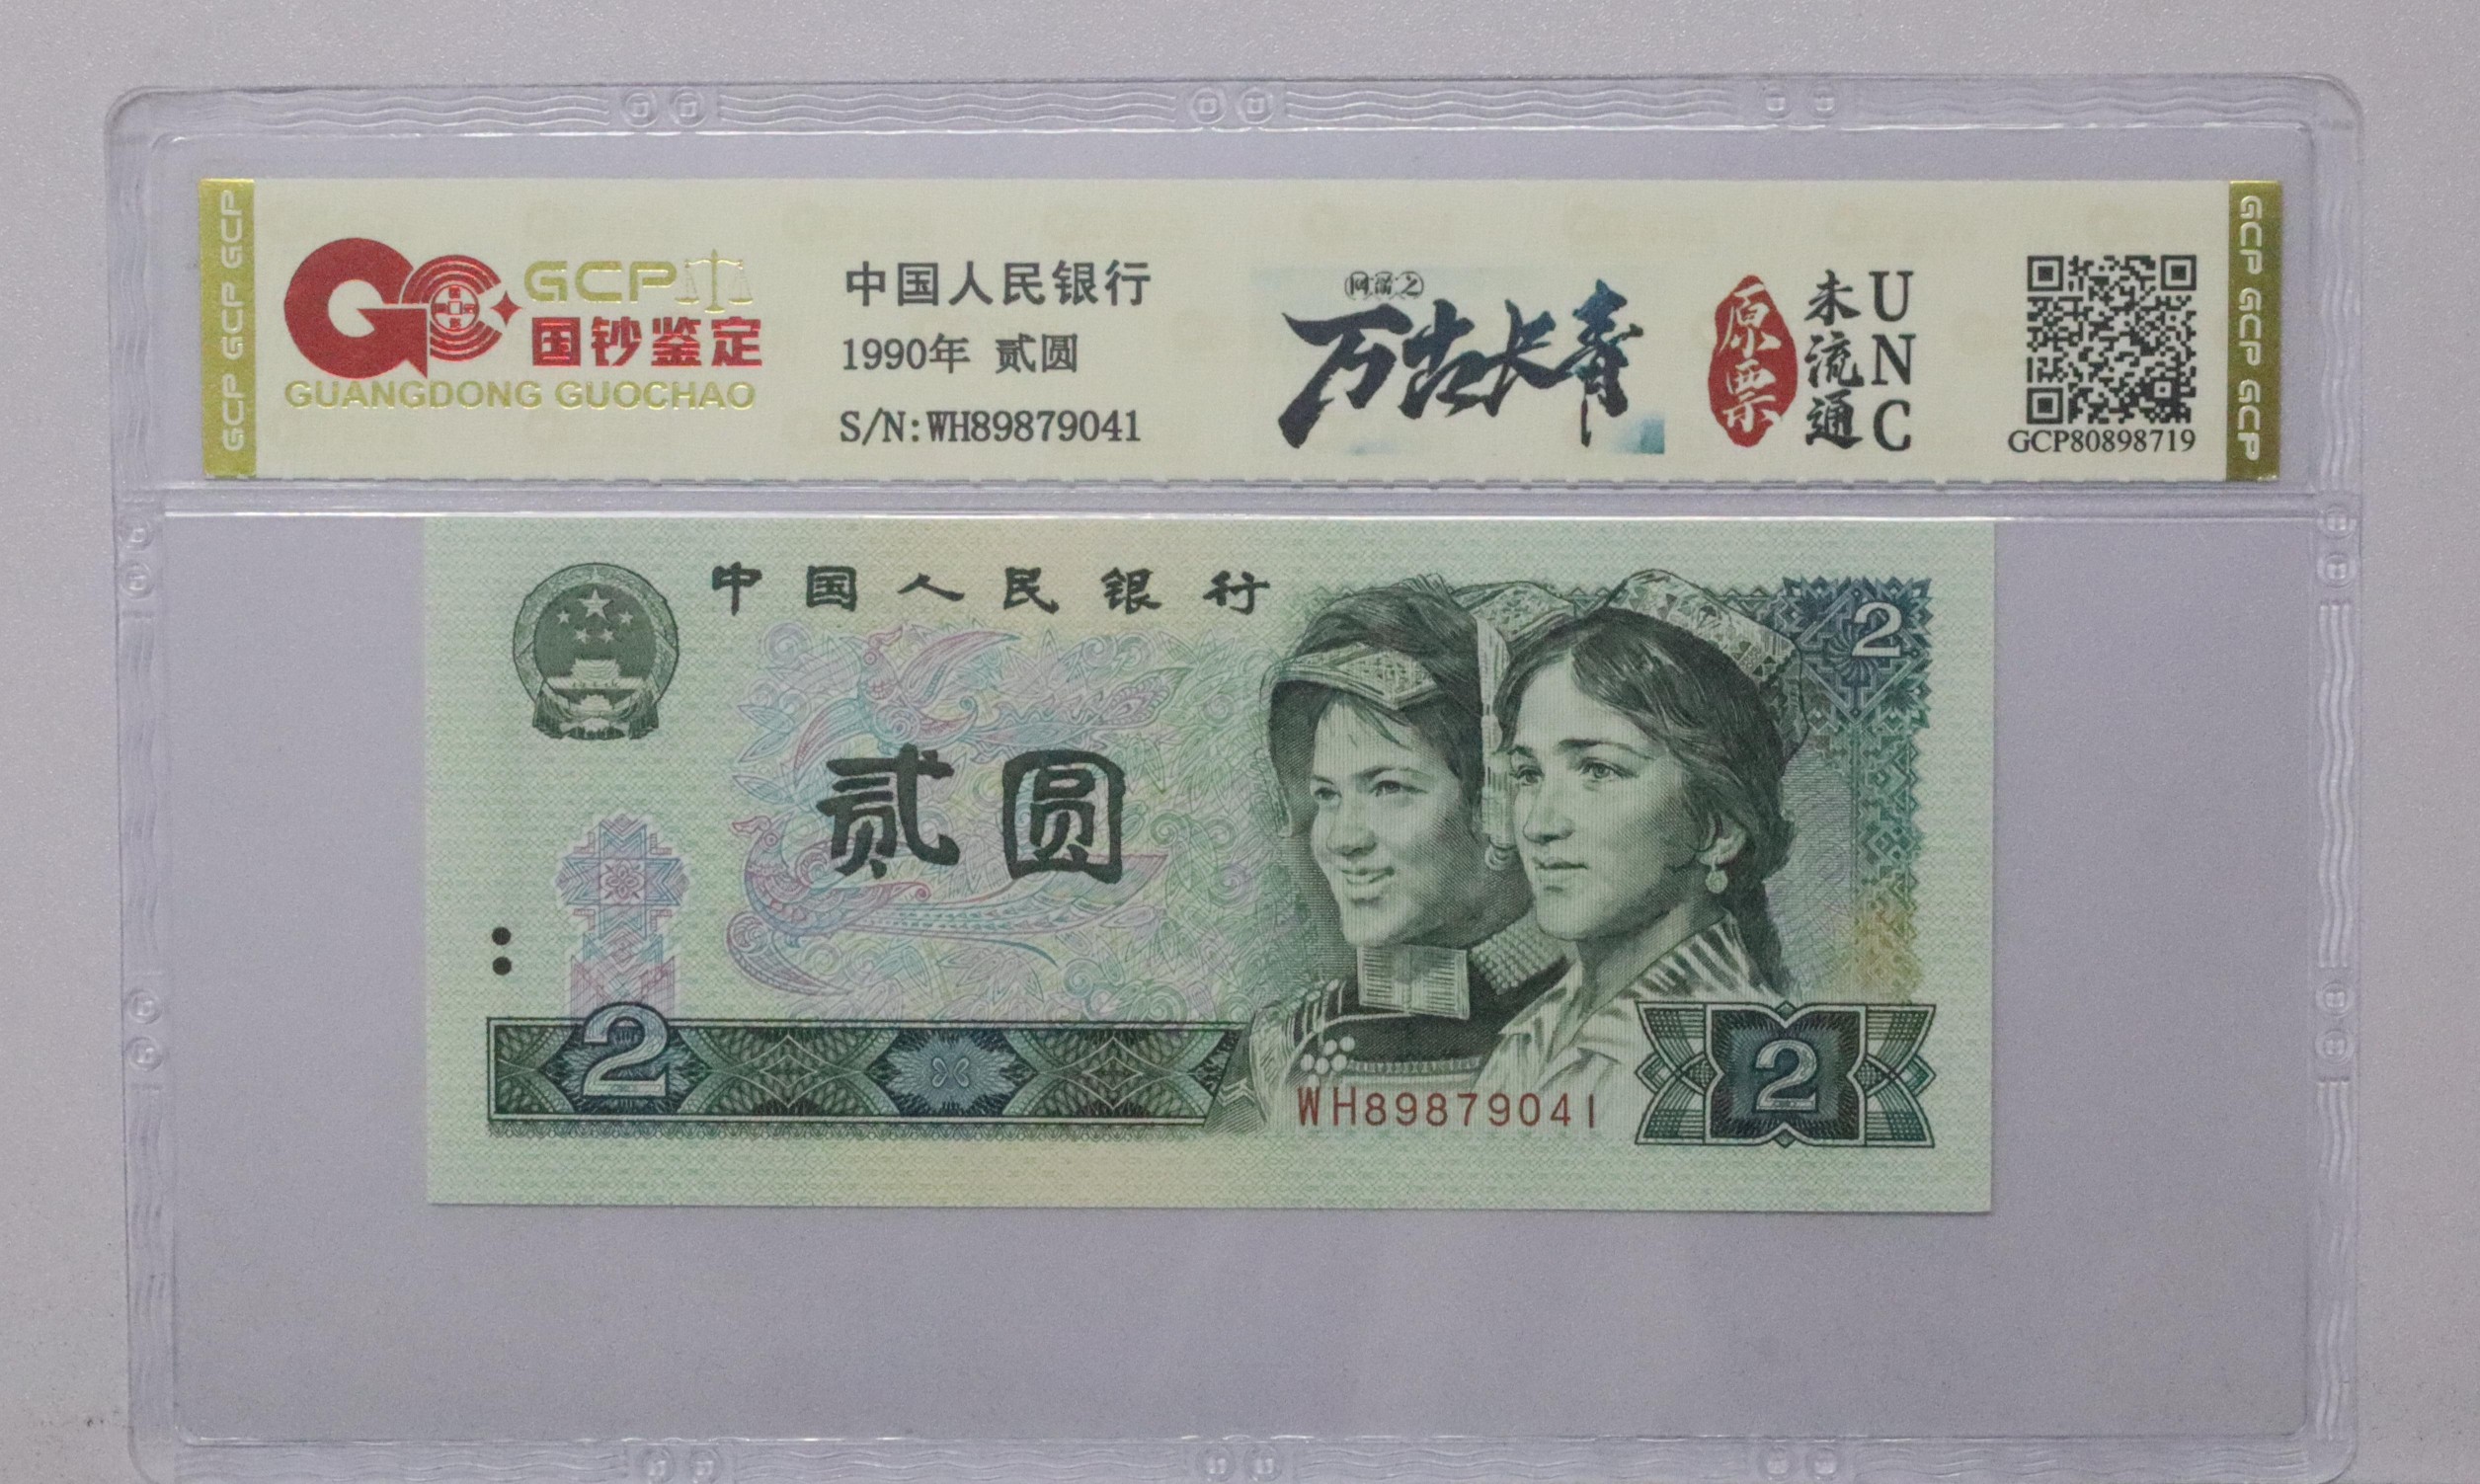 GCP GCP GCP
GCP
国钞鉴定
GUANGDONG GUOCHAO
中国人民银行
1990年 贰圆
S/N:WH89879041
万古长青
原票
未流通
UNC
GCP80898719
GCP GCP GCP
中国人民银行
2
贰圆
2
WH89879041
2